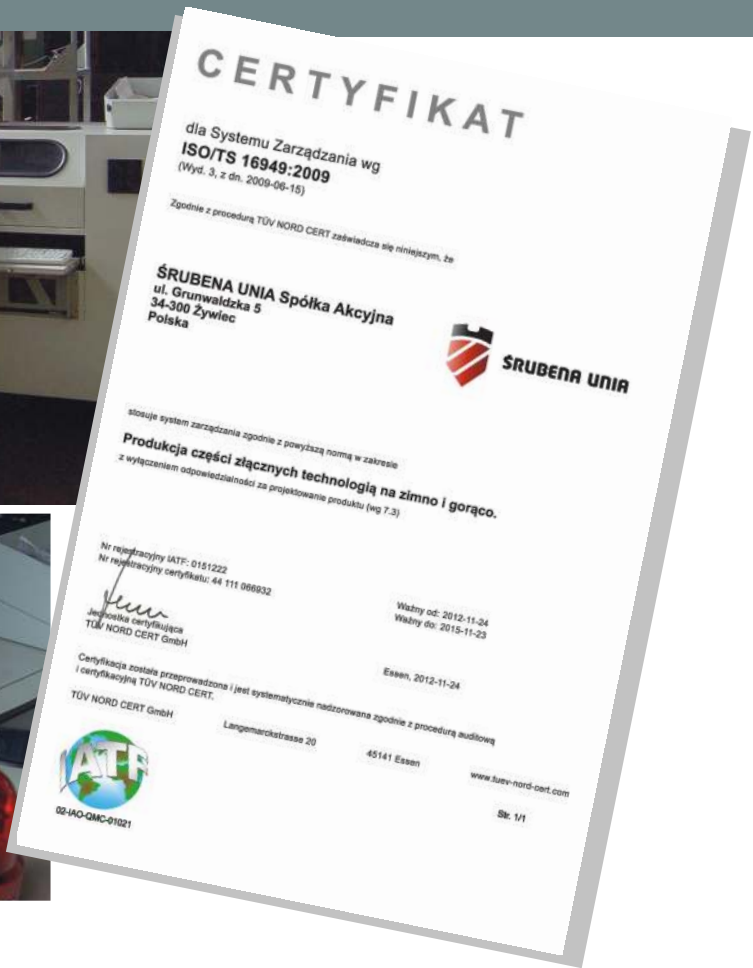 CERTYFIKAT
dla Systemu Zarządzania wg
ISO/TS 16949:2009
(Wyd. 3, z dn. 2009-06-15)
Zgodnie z procedurą TÜV NORD CERT zaświadcza się niniejszym, że
ŚRUBENA UNIA Spółka Akcyjna
ul. Grunwaldzka 5
34-300 Żywiec
Polska
ŚRUBENA UNIA
stosuje system zarządzania zgodnie z powyższą normą w zakresie
Produkcja części złącznych technologią na zimno i gorąco.
z wyłączeniem odpowiedzialności za projektowanie produktu (wg 7.3)
Nr rejestracyjny IATF: 0151222
Nr rejestracyjny certyfikatu: 44 111 066932
Ważny od: 2012-11-24
Ważny do: 2015-11-23
Jednostka certyfikująca
TÜV NORD CERT GmbH
Essen, 2012-11-24
Certyfikacja została przeprowadzona i jest systematycznie nadzorowana zgodnie z procedurą auditową
i certyfikacyjną TÜV NORD CERT.
TÜV NORD CERT GmbH
Langemarckstrasse 20
45141 Essen
www.tuev-nord-cert.com
IATF
02-IAO-QMC-01021
Str. 1/1